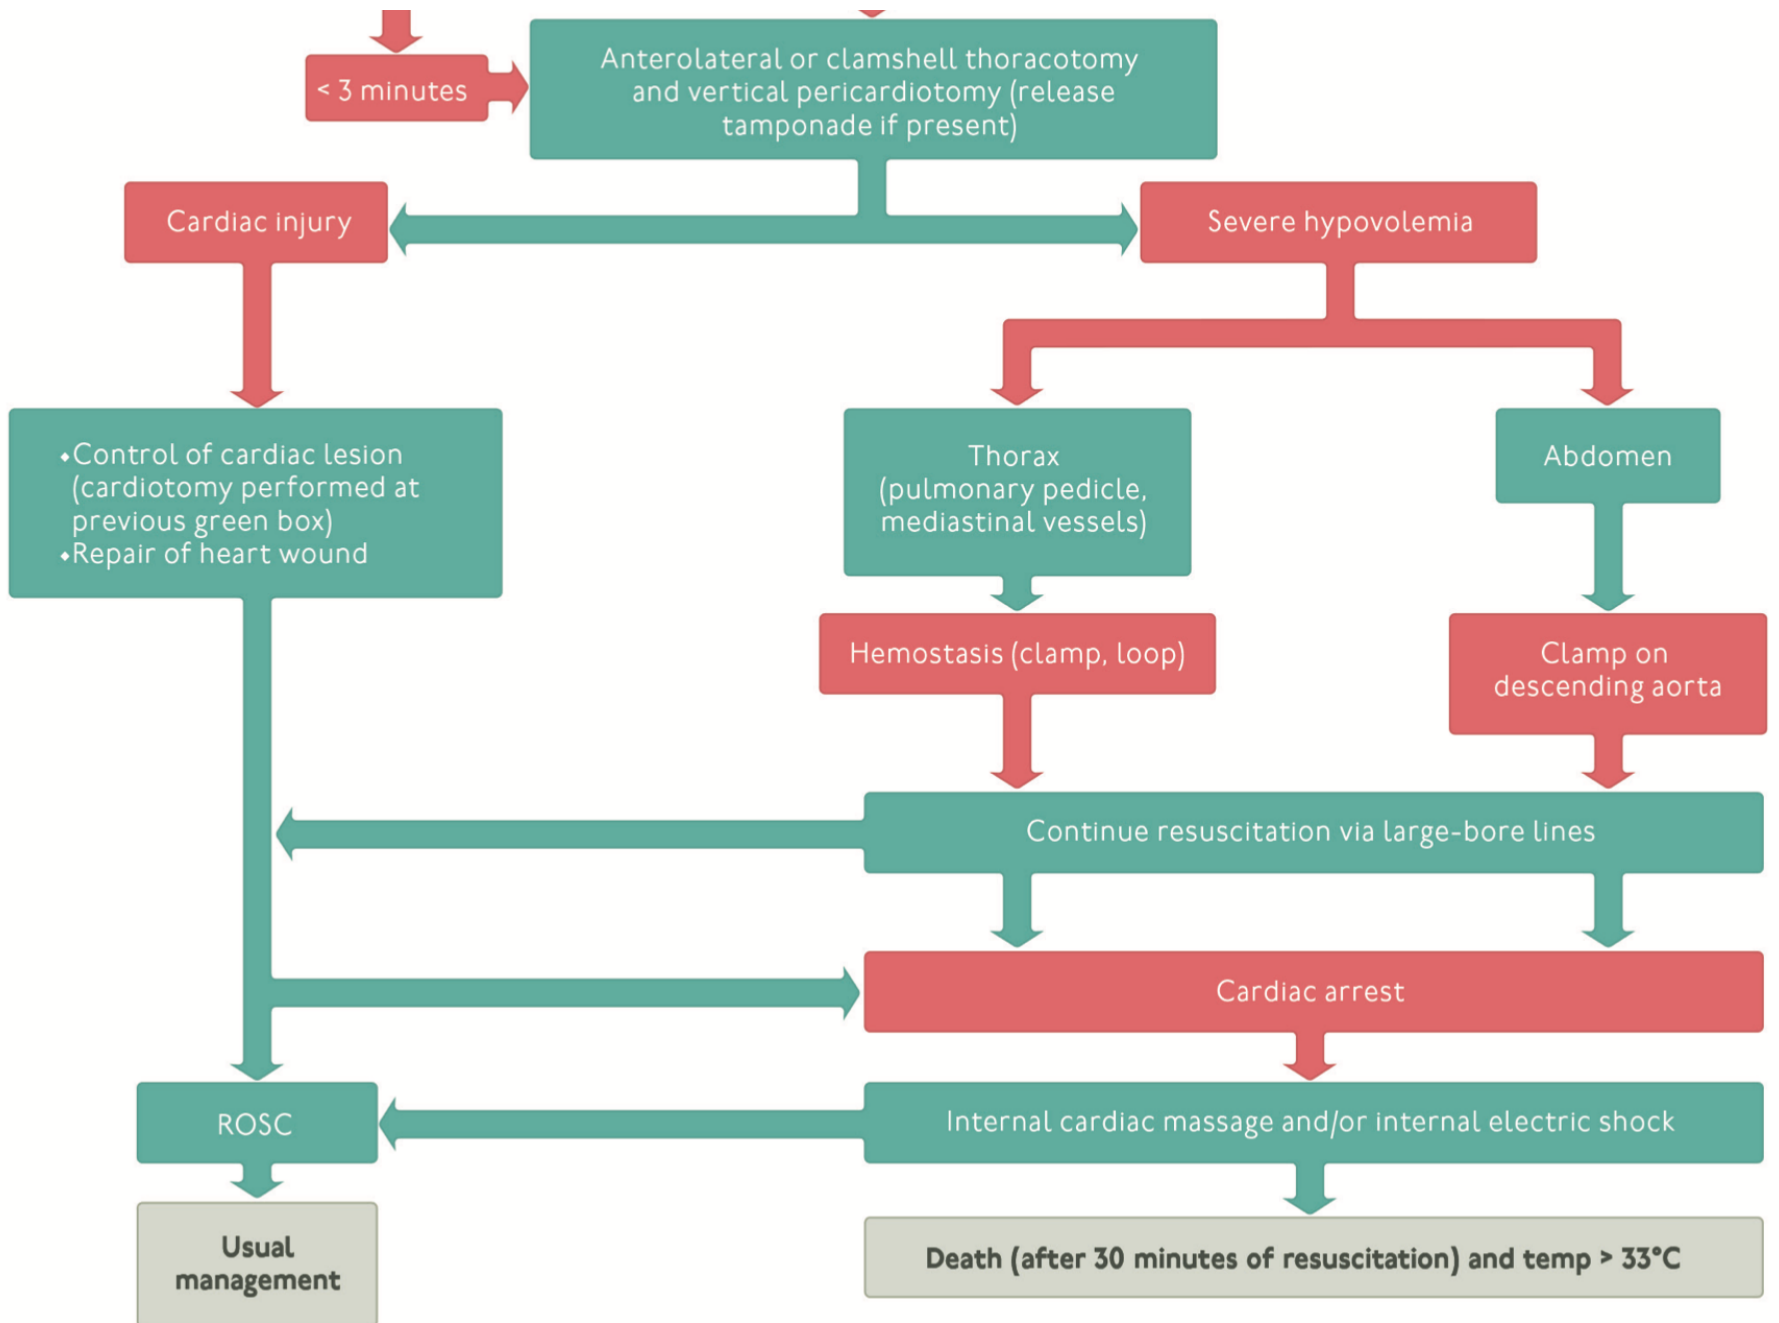 < 3 minutes
Anterolateral or clamshell thoracotomy
and vertical pericardiotomy (release
tamponade if present)
Cardiac injury
Severe hypovolemia
⬥Control of cardiac lesion
(cardiotomy performed at
previous green box)
⬥Repair of heart wound
Thorax
(pulmonary pedicle,
mediastinal vessels)
Abdomen
Hemostasis (clamp, loop)
Clamp on
descending aorta
Continue resuscitation via large-bore lines
Cardiac arrest
ROSC
Internal cardiac massage and/or internal electric shock
Usual
management
Death (after 30 minutes of resuscitation) and temp > 33°C